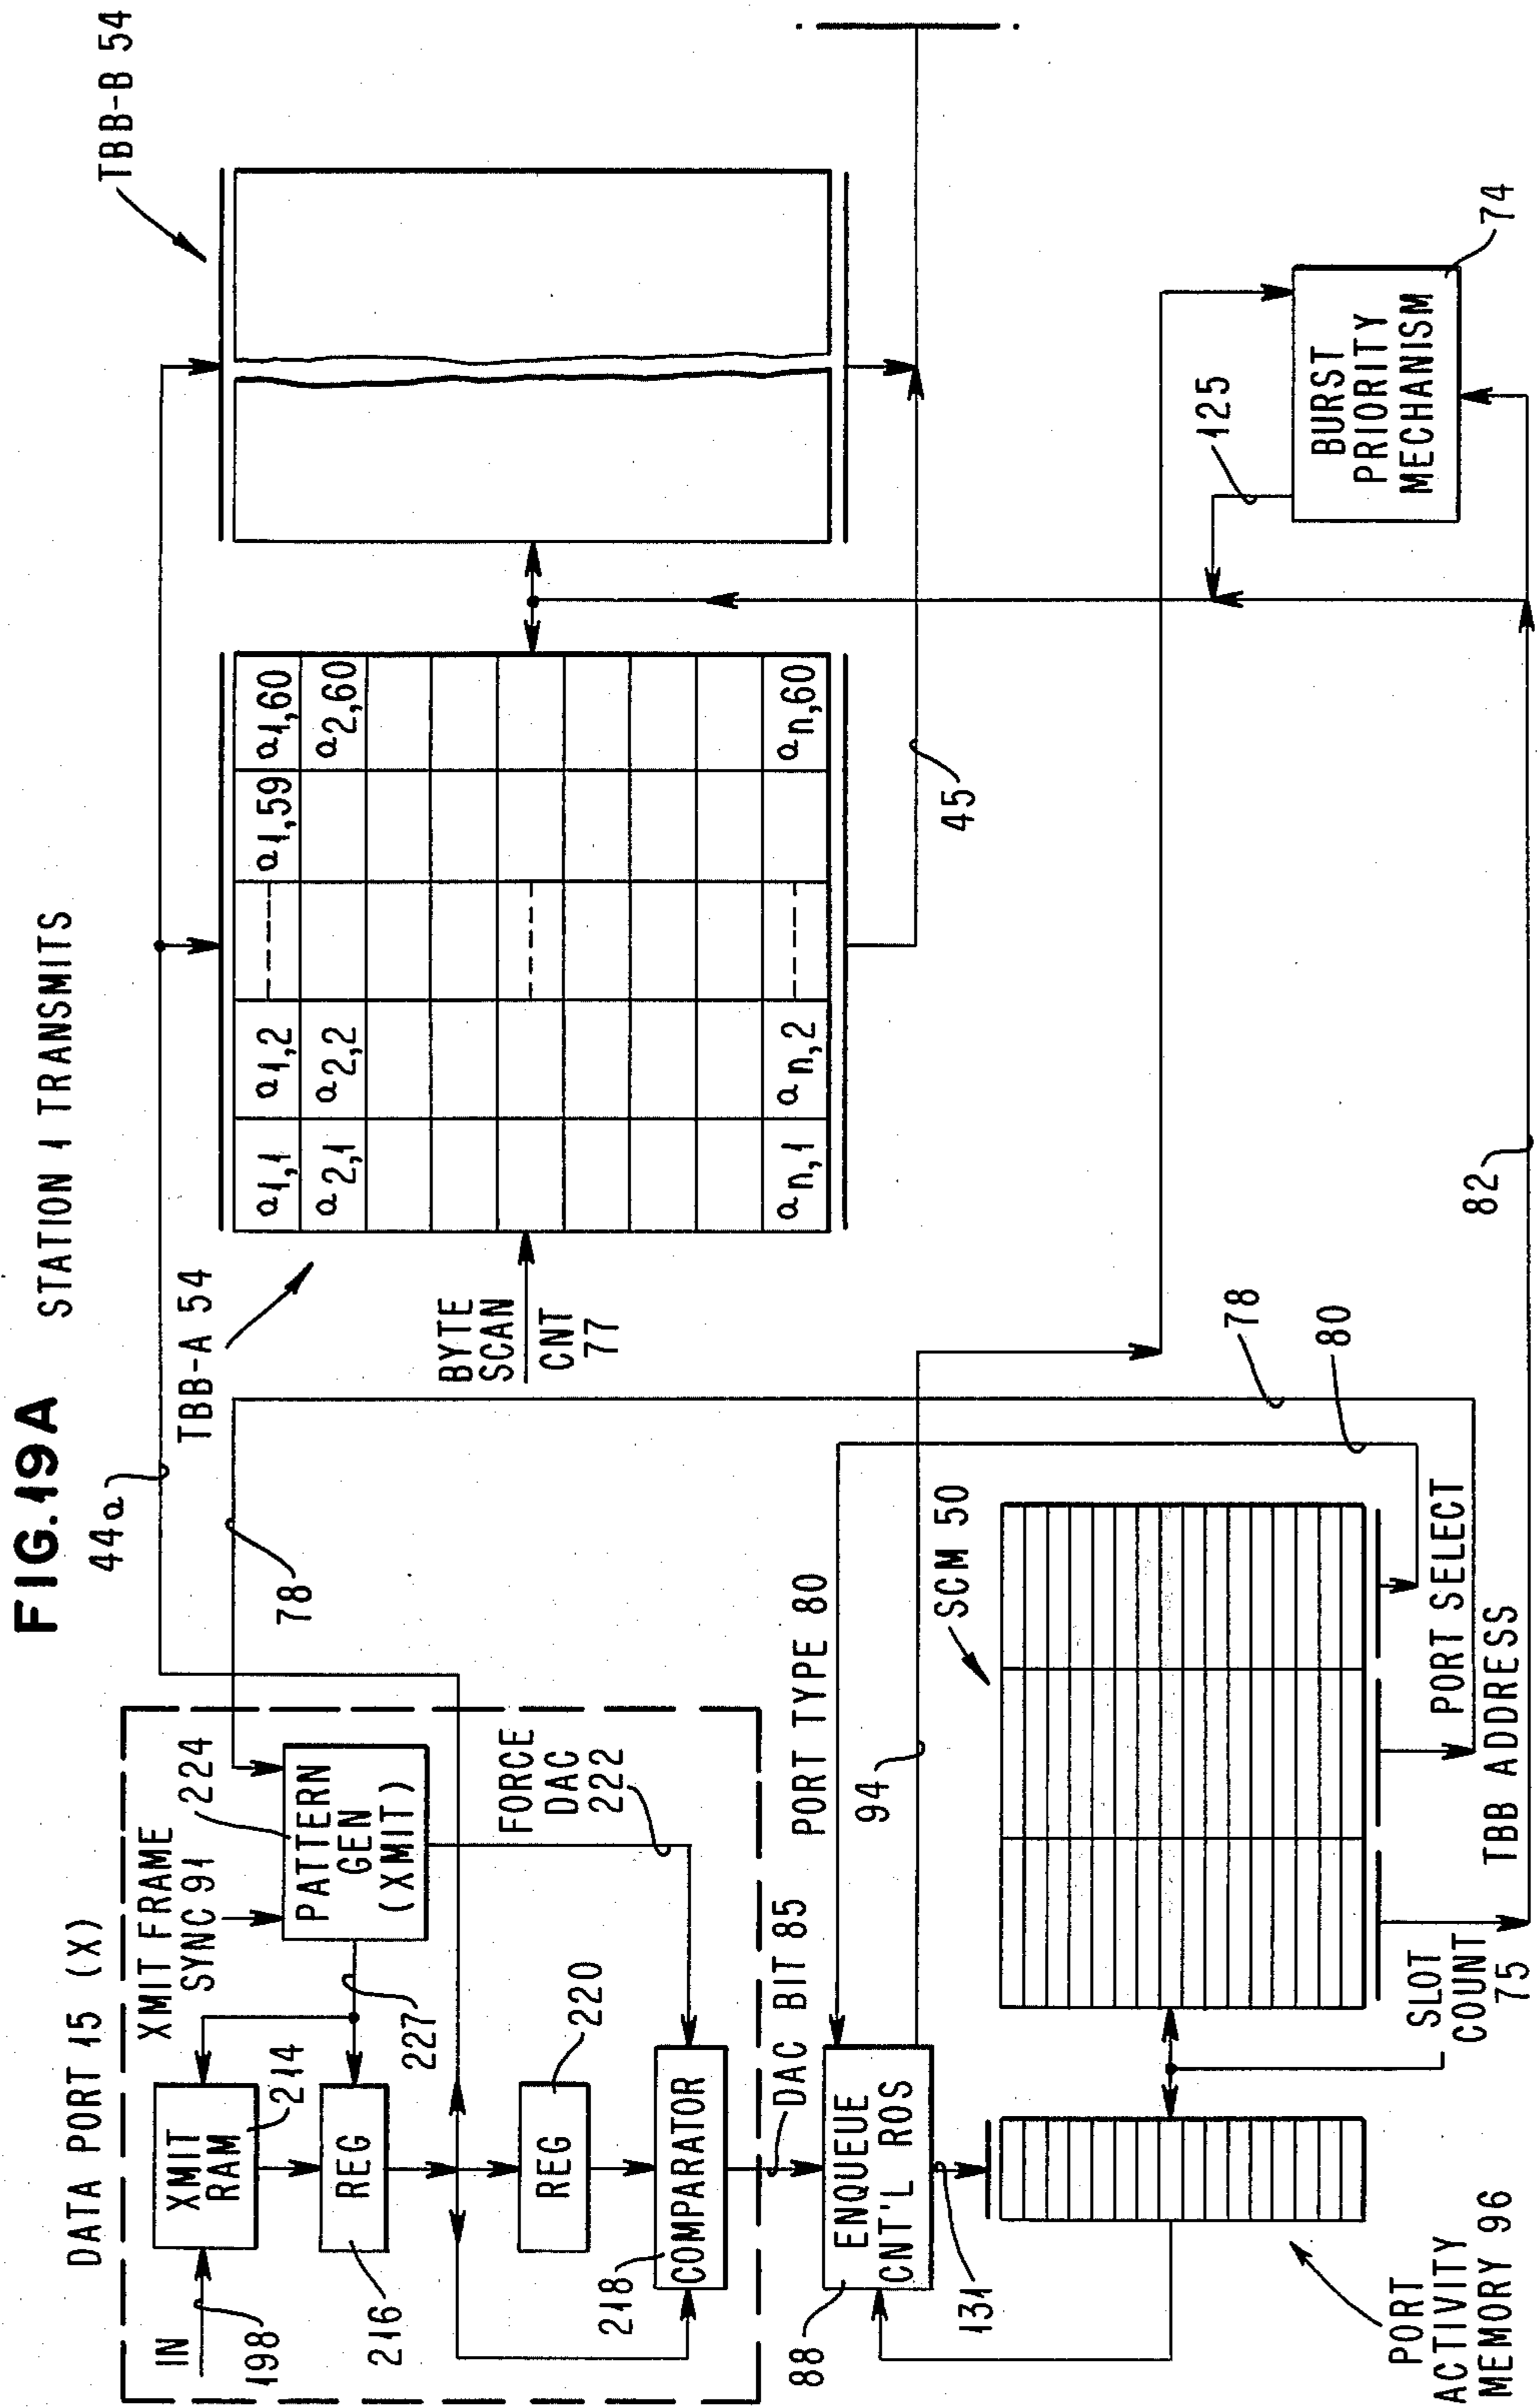 FIG.19A
STATION 1 TRANSMITS
DATA PORT 15 (X)
IN
198
XMIT
RAM
214
XMIT FRAME
SYNC 91
224
PATTERN
GEN
(XMIT)
227
REG
216
REG
220
FORCE
DAC
222
COMPARATOR
218
DAC BIT 85
78
44a
TBB-A 54
TBB-B 54
BYTE
SCAN
CNT
77
a1,1
a1,2
a1,59
a1,60
a2,1
a2,2
a2,60
an,1
an,2
an,60
45
ENQUEUE
CNT'L ROS
88
131
PORT TYPE 80
94
SCM 50
78
80
PORT
ACTIVITY
MEMORY 96
SLOT
COUNT
75
PORT SELECT
TBB ADDRESS
82
125
BURST
PRIORITY
MECHANISM
74